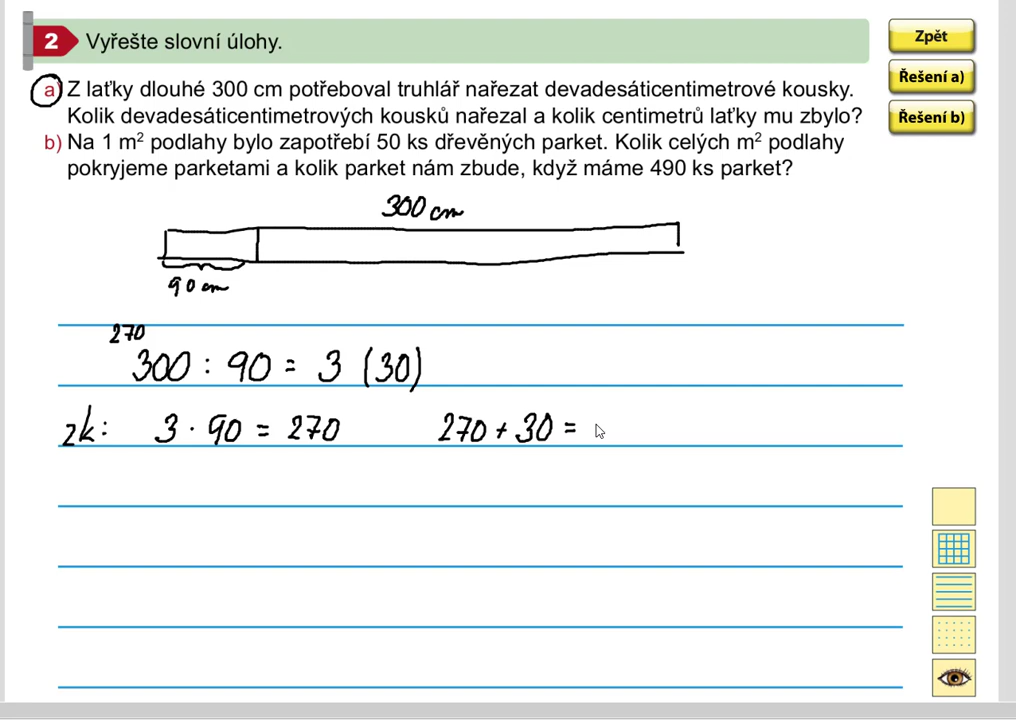 2 Vyřešte slovní úlohy.
Zpět
Řešení a)
Řešení b)
a) Z laťky dlouhé 300 cm potřeboval truhlář nařezat devadesáticentimetrové kousky.
Kolik devadesáticentimetrových kousků nařezal a kolik centimetrů laťky mu zbylo?
b) Na 1 m² podlahy bylo zapotřebí 50 ks dřevěných parket. Kolik celých m² podlahy
pokryjeme parketami a kolik parket nám zbude, když máme 490 ks parket?
300 cm
90 cm
270
300 : 90 = 3 (30)
zk: 3 · 90 = 270 270 + 30 =